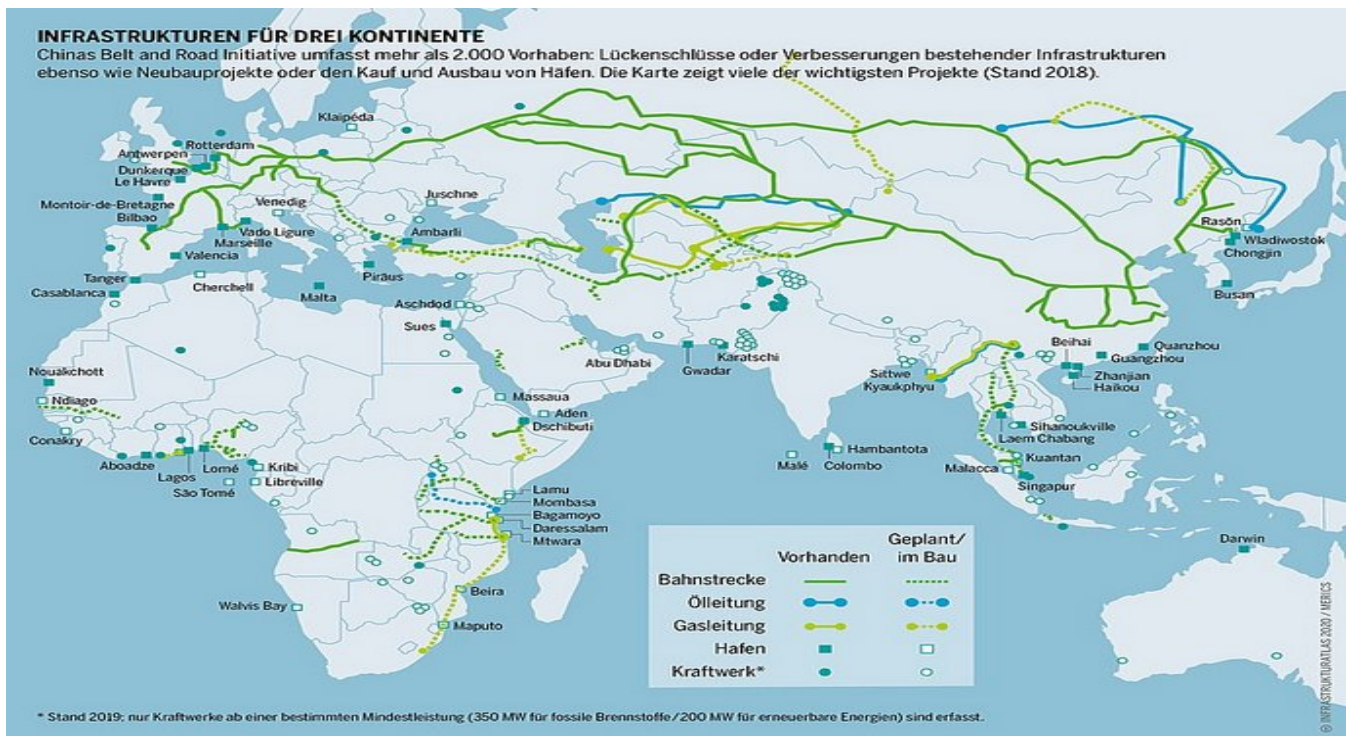 INFRASTRUKTUREN FÜR DREI KONTINENTE
Chinas Belt and Road Initiative umfasst mehr als 2.000 Vorhaben: Lückenschlüsse oder Verbesserungen bestehender Infrastrukturen
ebenso wie Neubauprojekte oder den Kauf und Ausbau von Häfen. Die Karte zeigt viele der wichtigsten Projekte (Stand 2018).
Klaipéda
Rotterdam
Antwerpen
Dunkerque
Le Havre
Montoir-de-Bretagne
Bilbao
Venedig
Juschne
Vado Ligure
Ambarli
Marseille
Valencia
Piräus
Tanger
Casablanca
Cherchell
Malta
Aschdod
Sues
Abu Dhabi
Gwadar
Karatschi
Rasŏn
Wladiwostok
Chongjin
Busan
Beihai
Quanzhou
Guangzhou
Zhanjian
Haikou
Sittwe
Kyaukphyu
Nouakchott
Ndiago
Conakry
Massaua
Aden
Dschibuti
Aboadze
Lagos
Lomé
São Tomé
Kribi
Libreville
Malé
Colombo
Hambantota
Sihanoukville
Laem Chabang
Kuantan
Malacca
Singapur
Lamu
Mombasa
Bagamoyo
Daressalam
Mtwara
Beira
Walvis Bay
Maputo
Darwin
Vorhanden
Geplant/
im Bau
Bahnstrecke
Ölleitung
Gasleitung
Hafen
Kraftwerk*
* Stand 2019; nur Kraftwerke ab einer bestimmten Mindestleistung (350 MW für fossile Brennstoffe/200 MW für erneuerbare Energien) sind erfasst.
© INFRASTRUKTURATLAS 2020 / MERICS